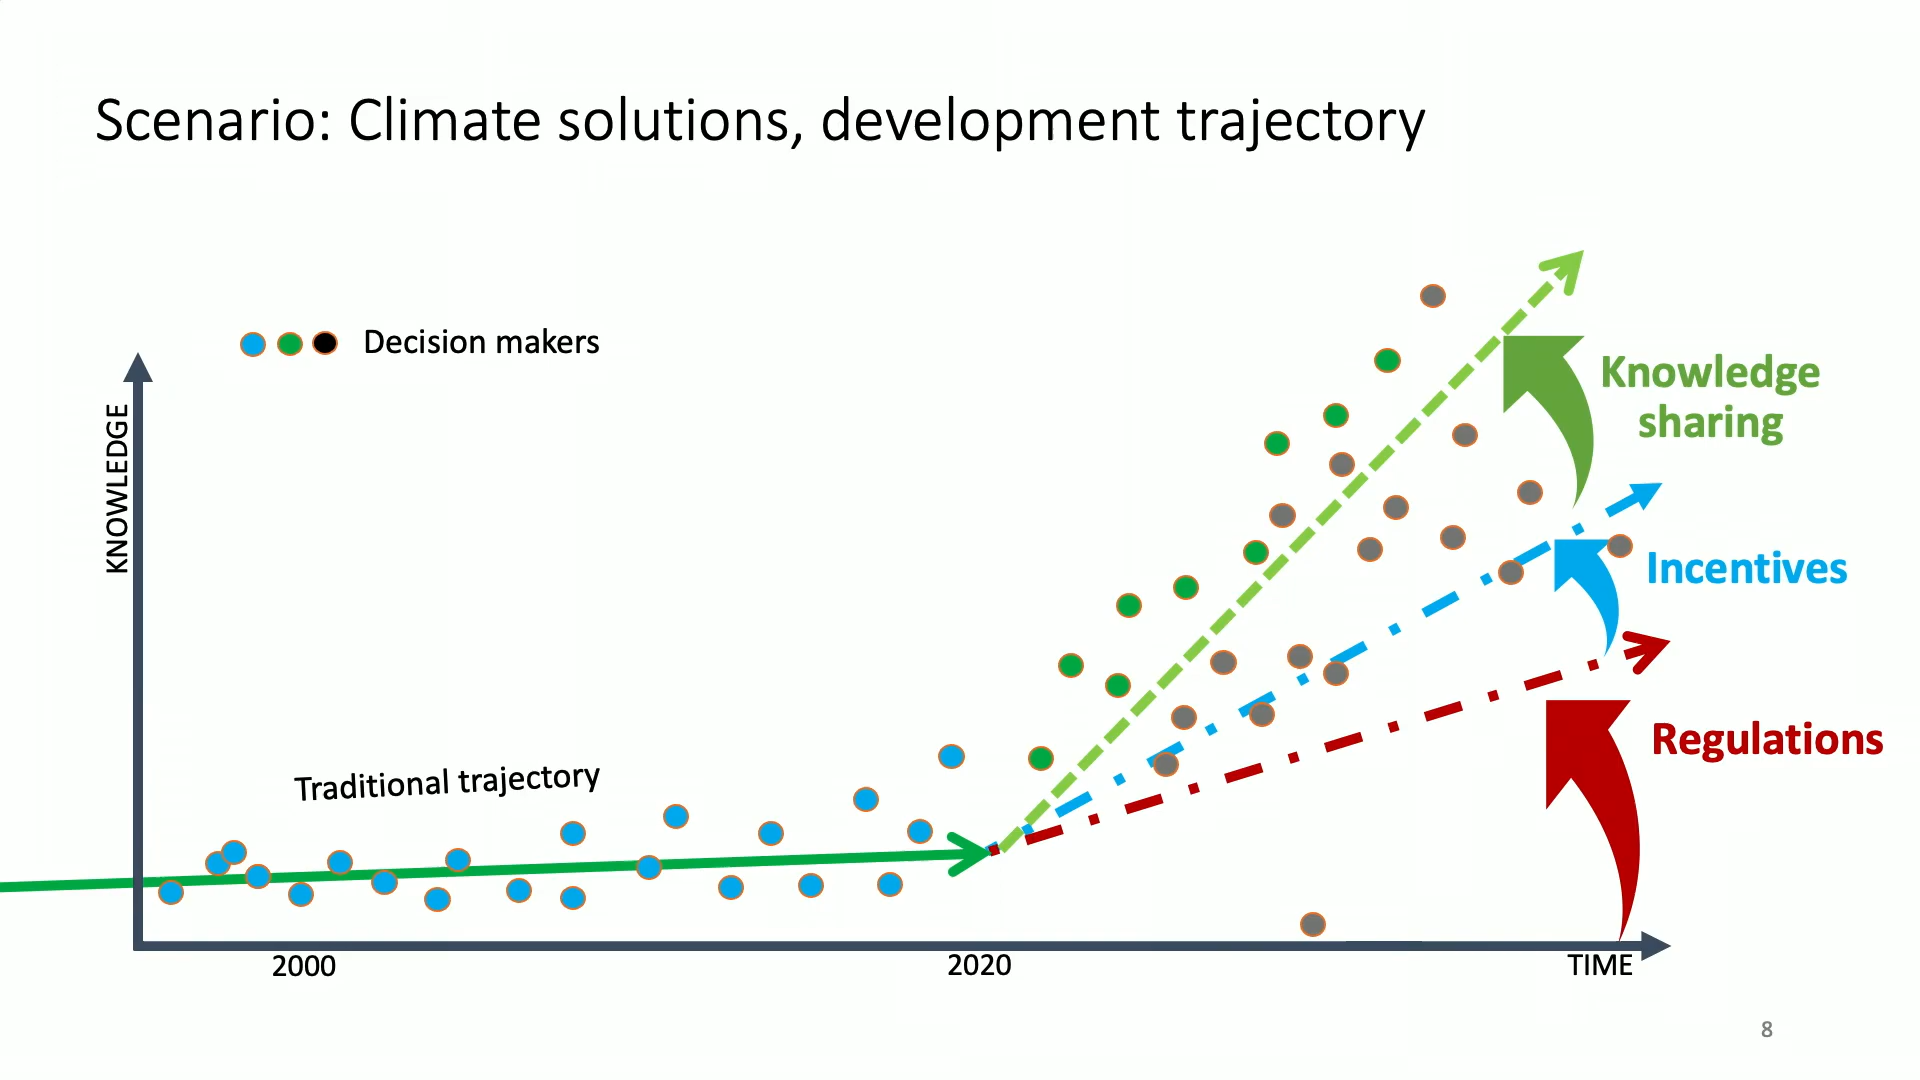 Scenario: Climate solutions, development trajectory
Decision makers
KNOWLEDGE
Knowledge
sharing
Incentives
Regulations
Traditional trajectory
2000
2020
TIME
8